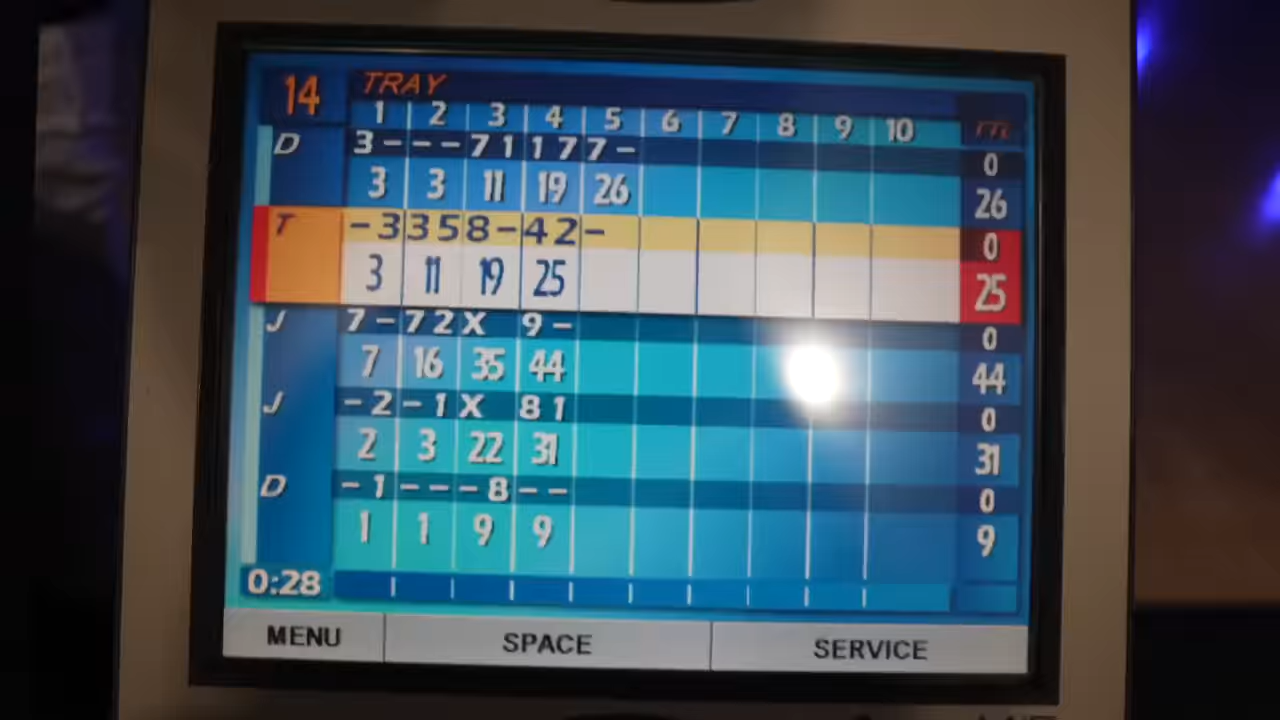 14 TRAY
1 2 3 4 5 6 7 8 9 10 TTL
D 3 - - - 7 1 1 7 7 - 0
3 3 11 19 26 26
T - 3 3 5 8 - 4 2 - 0
3 11 19 25 25
J 7 - 7 2 X 9 - 0
7 16 35 44 44
J - 2 - 1 X 8 1 0
2 3 22 31 31
D - 1 - - - 8 - - 0
1 1 9 9 9
0:28
MENU SPACE SERVICE